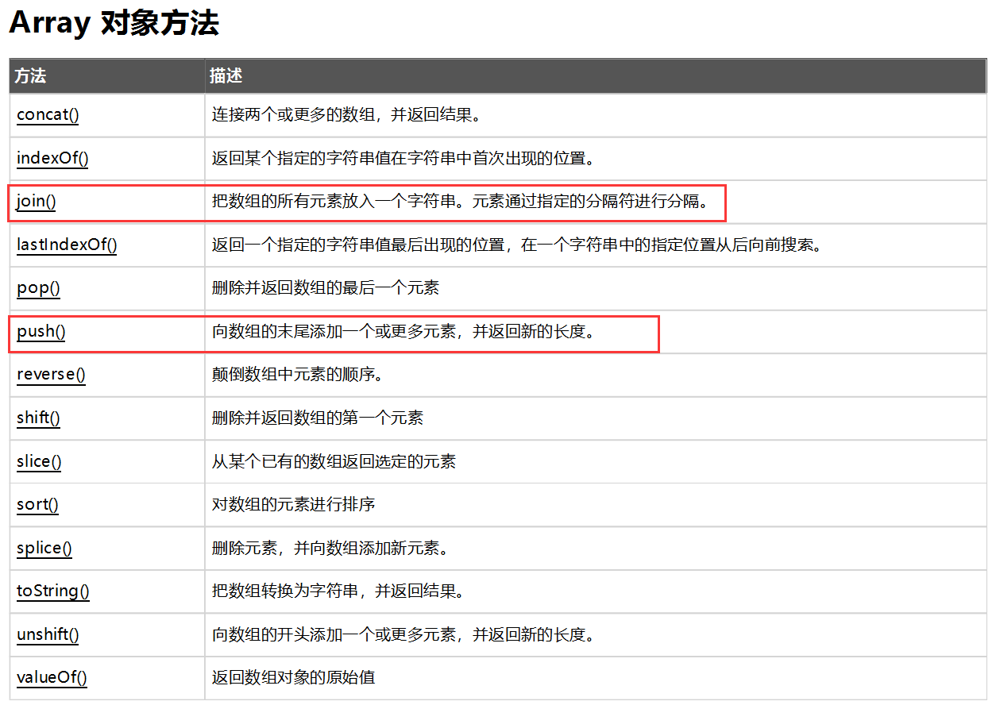 Array 对象方法
方法 描述
concat() 连接两个或更多的数组，并返回结果。
indexOf() 返回某个指定的字符串值在字符串中首次出现的位置。
join() 把数组的所有元素放入一个字符串。元素通过指定的分隔符进行分隔。
lastIndexOf() 返回一个指定的字符串值最后出现的位置，在一个字符串中的指定位置从后向前搜索。
pop() 删除并返回数组的最后一个元素
push() 向数组的末尾添加一个或更多元素，并返回新的长度。
reverse() 颠倒数组中元素的顺序。
shift() 删除并返回数组的第一个元素
slice() 从某个已有的数组返回选定的元素
sort() 对数组的元素进行排序
splice() 删除元素，并向数组添加新元素。
toString() 把数组转换为字符串，并返回结果。
unshift() 向数组的开头添加一个或更多元素，并返回新的长度。
valueOf() 返回数组对象的原始值